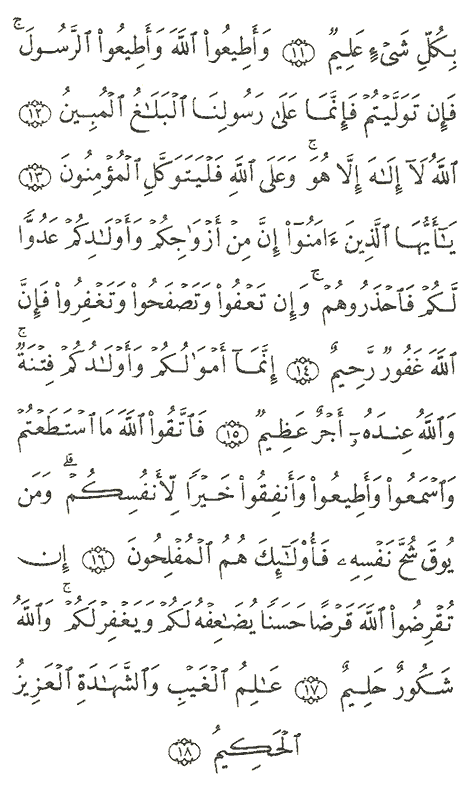 بِكُلِّ شَىۡءٍ عَلِيمٌ ١١ وَأَطِيعُواْ ٱللَّهَ وَأَطِيعُواْ ٱلرَّسُولَۚ
فَإِن تَوَلَّيۡتُمۡ فَإِنَّمَا عَلَىٰ رَسُولِنَا ٱلۡبَلَٰغُ ٱلۡمُبِينُ ١٢
ٱللَّهُ لَآ إِلَٰهَ إِلَّا هُوَۚ وَعَلَى ٱللَّهِ فَلۡيَتَوَكَّلِ ٱلۡمُؤۡمِنُونَ ١٣
يَٰٓأَيُّهَا ٱلَّذِينَ ءَامَنُوٓاْ إِنَّ مِنۡ أَزۡوَٰجِكُمۡ وَأَوۡلَٰدِكُمۡ عَدُوًّا
لَّكُمۡ فَٱحۡذَرُوهُمۡۚ وَإِن تَعۡفُواْ وَتَصۡفَحُواْ وَتَغۡفِرُواْ فَإِنَّ
ٱللَّهَ غَفُورٌ رَّحِيمٌ ١٤ إِنَّمَآ أَمۡوَٰلُكُمۡ وَأَوۡلَٰدُكُمۡ فِتۡنَةٌۚ
وَٱللَّهُ عِندَهُۥٓ أَجۡرٌ عَظِيمٌ ١٥ فَٱتَّقُواْ ٱللَّهَ مَا ٱسۡتَطَعۡتُمۡ
وَٱسۡمَعُواْ وَأَطِيعُواْ وَأَنفِقُواْ خَيۡرًا لِّأَنفُسِكُمۡۗ وَمَن
يُوقَ شُحَّ نَفۡسِهِۦ فَأُوْلَٰٓئِكَ هُمُ ٱلۡمُفۡلِحُونَ ١٦ إِن
تُقۡرِضُواْ ٱللَّهَ قَرۡضًا حَسَنًا يُضَٰعِفۡهُ لَكُمۡ وَيَغۡفِرۡ لَكُمۡۚ وَٱللَّهُ
شَكُورٌ حَلِيمٌ ١٧ عَٰلِمُ ٱلۡغَيۡبِ وَٱلشَّهَٰدَةِ ٱلۡعَزِيزُ
ٱلۡحَكِيمُ ١٨